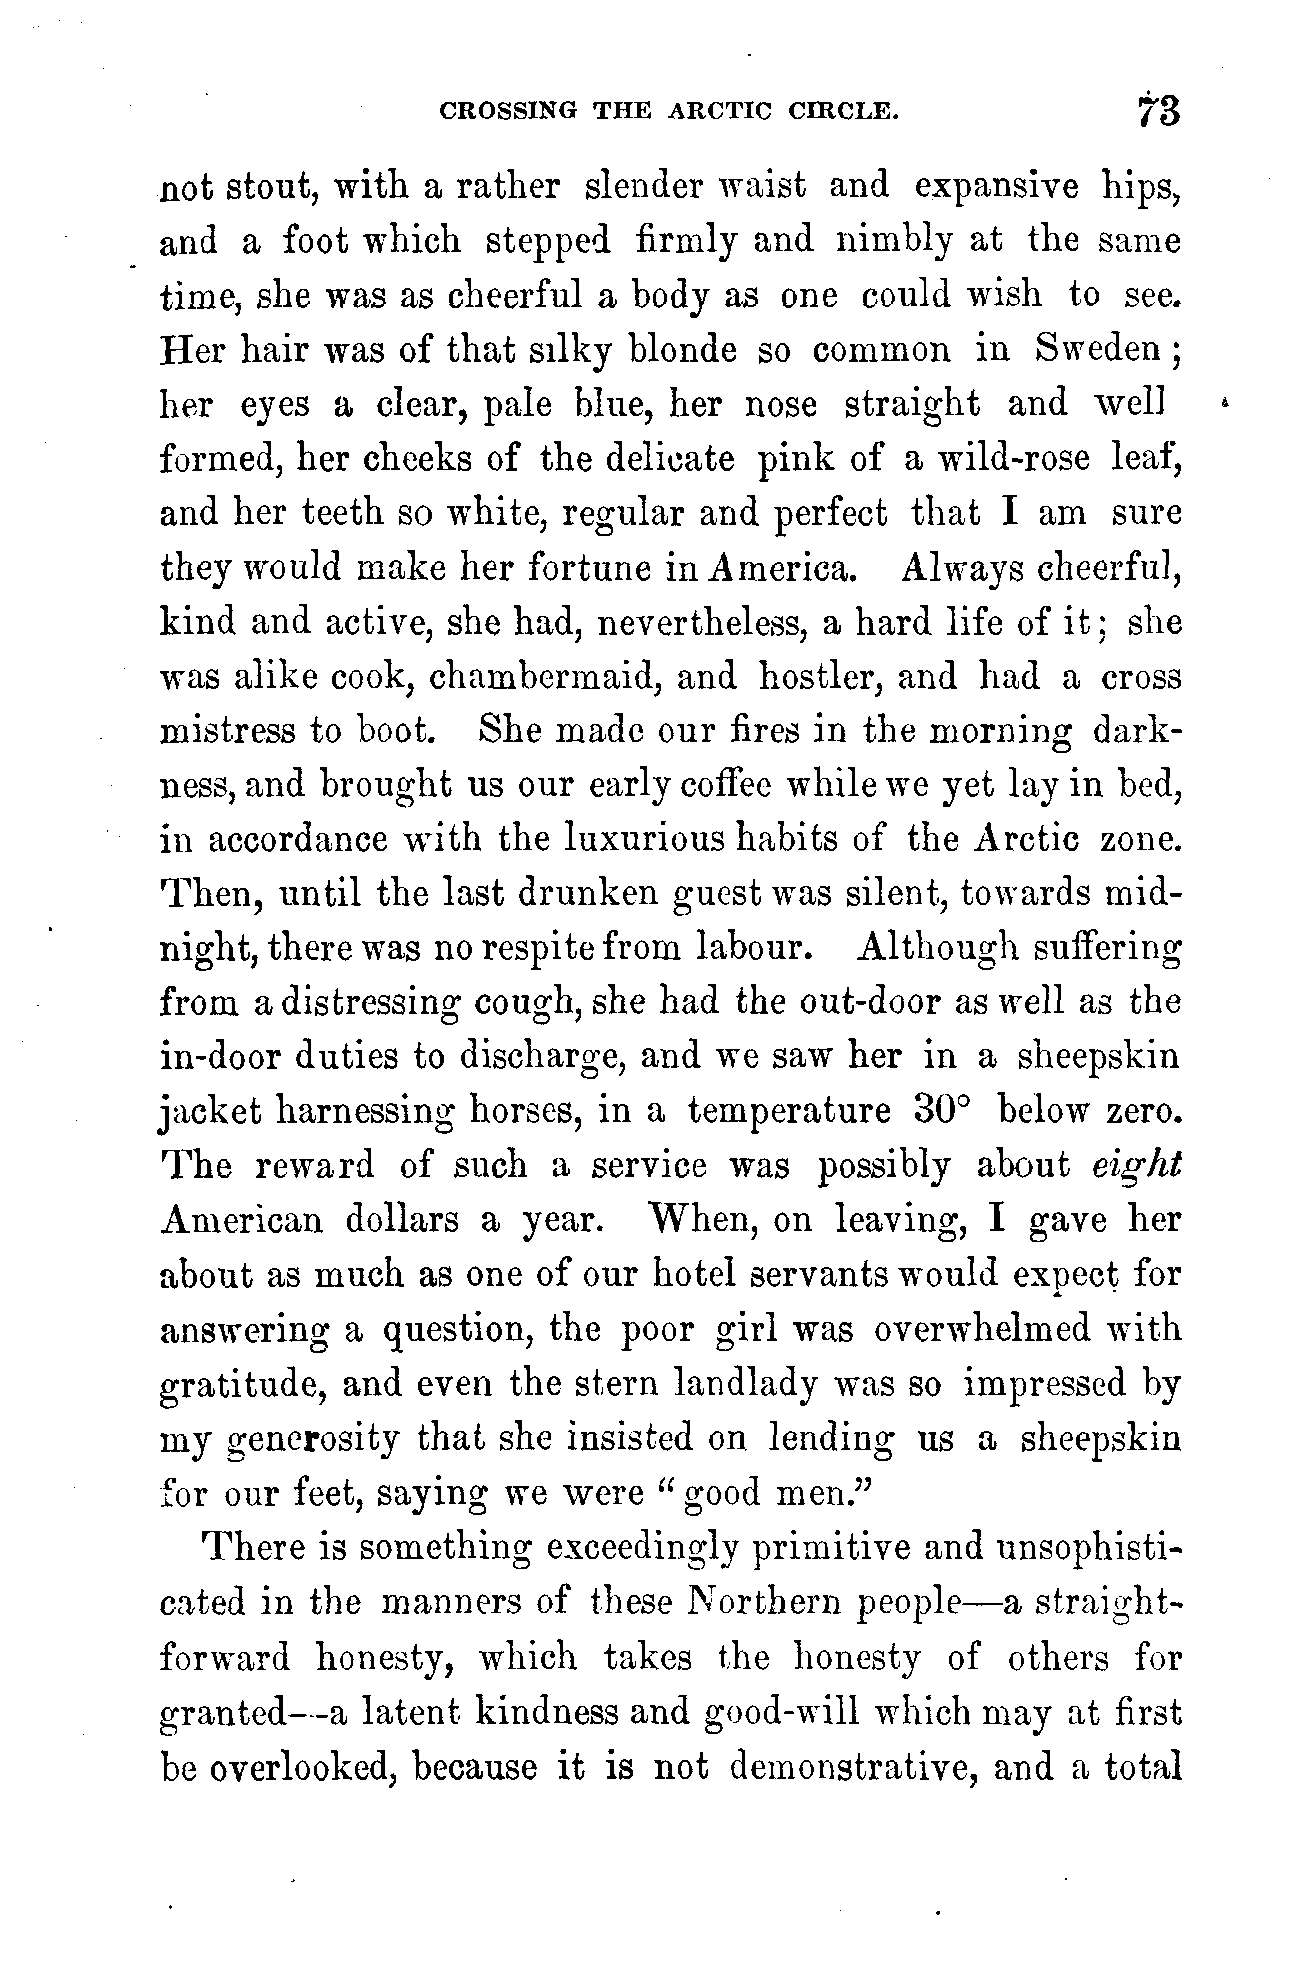 CROSSING THE ARCTIC CIRCLE. 73
not stout, with a rather slender waist and expansive hips,
and a foot which stepped firmly and nimbly at the same
time, she was as cheerful a body as one could wish to see.
Her hair was of that silky blonde so common in Sweden;
her eyes a clear, pale blue, her nose straight and well
formed, her cheeks of the delicate pink of a wild-rose leaf,
and her teeth so white, regular and perfect that I am sure
they would make her fortune in America. Always cheerful,
kind and active, she had, nevertheless, a hard life of it; she
was alike cook, chambermaid, and hostler, and had a cross
mistress to boot. She made our fires in the morning dark-
ness, and brought us our early coffee while we yet lay in bed,
in accordance with the luxurious habits of the Arctic zone.
Then, until the last drunken guest was silent, towards mid-
night, there was no respite from labour. Although suffering
from a distressing cough, she had the out-door as well as the
in-door duties to discharge, and we saw her in a sheepskin
jacket harnessing horses, in a temperature 30° below zero.
The reward of such a service was possibly about eight
American dollars a year. When, on leaving, I gave her
about as much as one of our hotel servants would expect for
answering a question, the poor girl was overwhelmed with
gratitude, and even the stern landlady was so impressed by
my generosity that she insisted on lending us a sheepskin
for our feet, saying we were "good men."
There is something exceedingly primitive and unsophisti-
cated in the manners of these Northern people—a straight-
forward honesty, which takes the honesty of others for
granted—a latent kindness and good-will which may at first
be overlooked, because it is not demonstrative, and a total